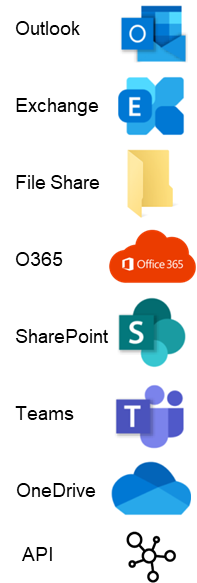 Outlook
O
Exchange
E
File Share
O365
Office 365
SharePoint
S
Teams
T
OneDrive
API